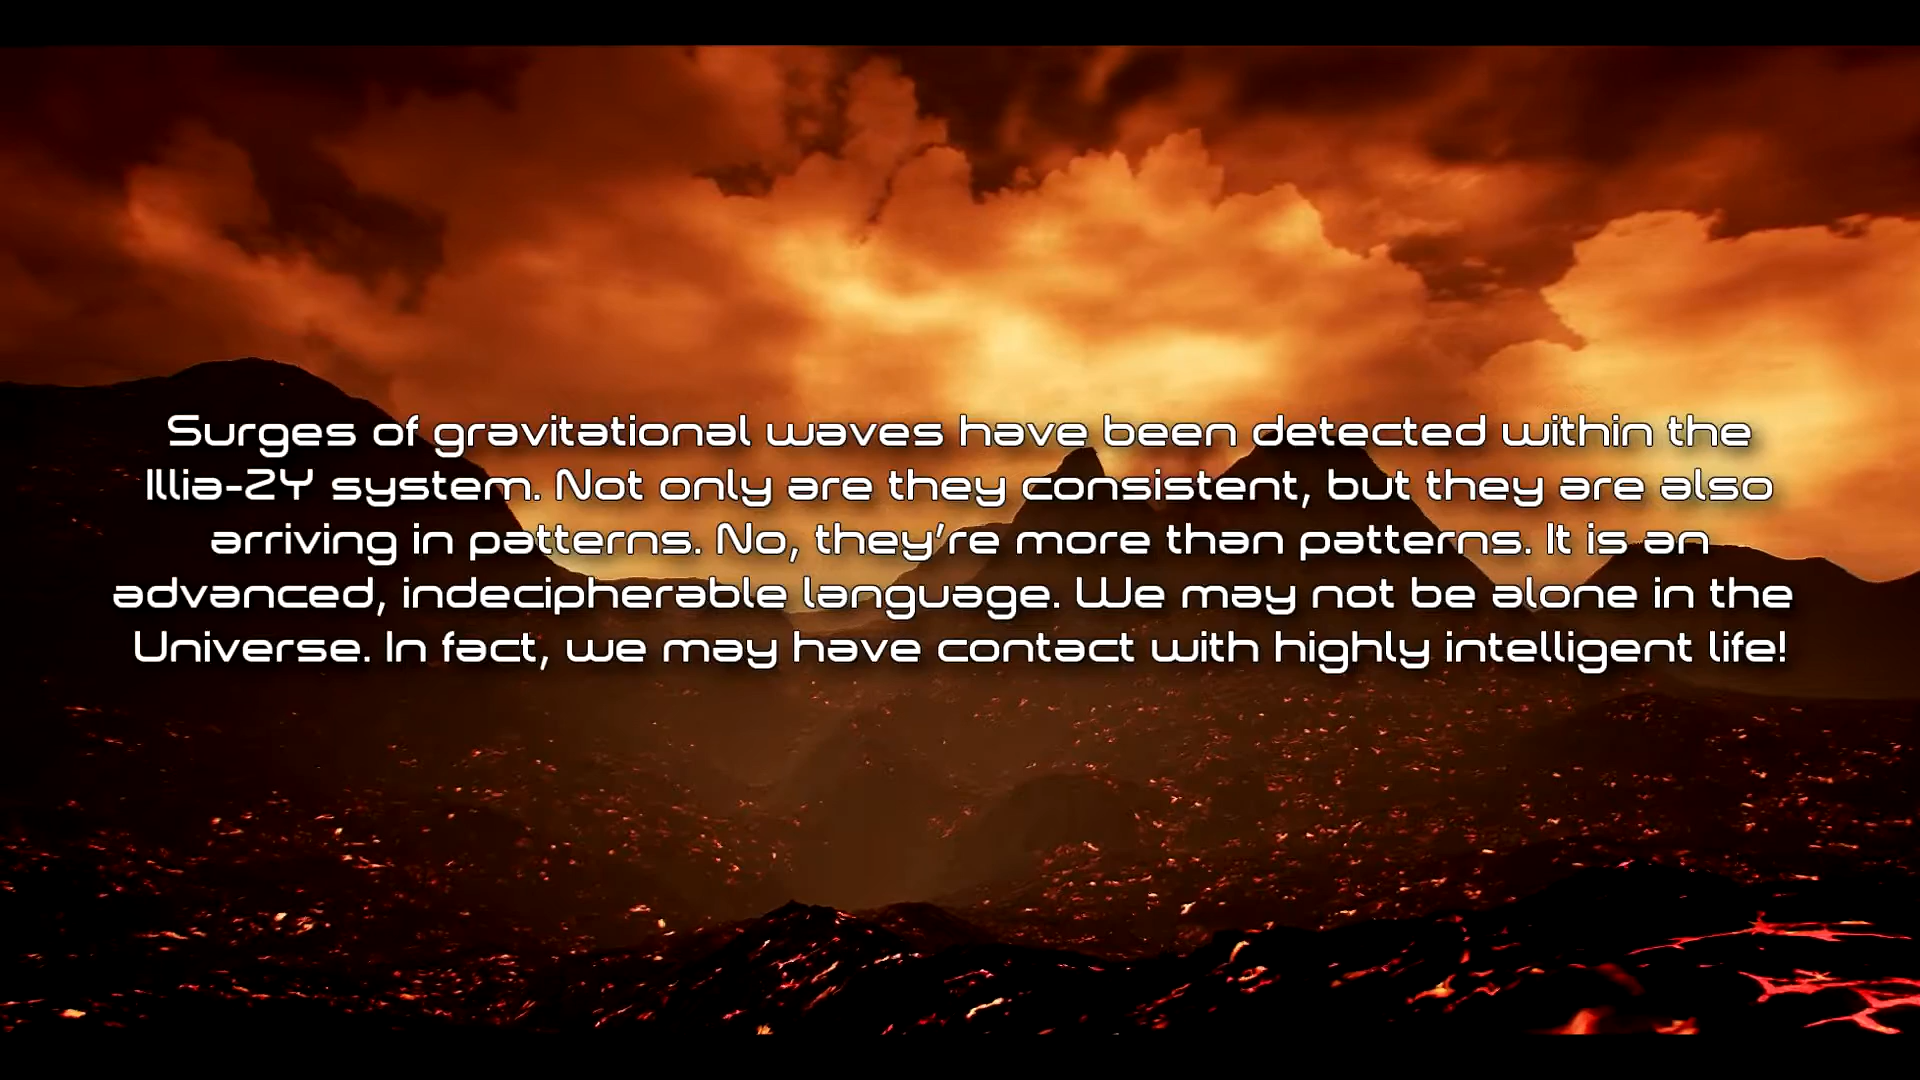 Surges of gravitational waves have been detected within the
Illia-2Y system. Not only are they consistent, but they are also
arriving in patterns. No, they’re more than patterns. It is an
advanced, indecipherable language. We may not be alone in the
Universe. In fact, we may have contact with highly intelligent life!